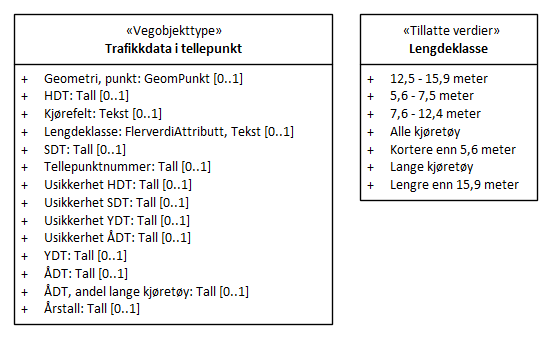 «Vegobjekttype»
Trafikkdata i tellepunkt
+ Geometri, punkt: GeomPunkt [0..1]
+ HDT: Tall [0..1]
+ Kjørefelt: Tekst [0..1]
+ Lengdeklasse: FlerverdiAttributt, Tekst [0..1]
+ SDT: Tall [0..1]
+ Tellepunktnummer: Tall [0..1]
+ Usikkerhet HDT: Tall [0..1]
+ Usikkerhet SDT: Tall [0..1]
+ Usikkerhet YDT: Tall [0..1]
+ Usikkerhet ÅDT: Tall [0..1]
+ YDT: Tall [0..1]
+ ÅDT: Tall [0..1]
+ ÅDT, andel lange kjøretøy: Tall [0..1]
+ Årstall: Tall [0..1]
«Tillatte verdier»
Lengdeklasse
+ 12,5 - 15,9 meter
+ 5,6 - 7,5 meter
+ 7,6 - 12,4 meter
+ Alle kjøretøy
+ Kortere enn 5,6 meter
+ Lange kjøretøy
+ Lengre enn 15,9 meter